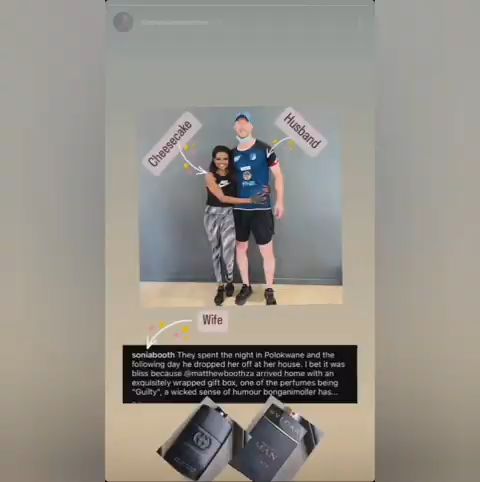 Cheesecake
Husband
Wife
soniabooth They spent the night in Polokwane and the
following day he dropped her off at her house. I bet it was
bliss because @matthewboothza arrived home with an
exquisitely wrapped gift box, one of the perfumes being
"Guilty", a wicked sense of humour bonganimolfer has...
BVLGARI
MAN